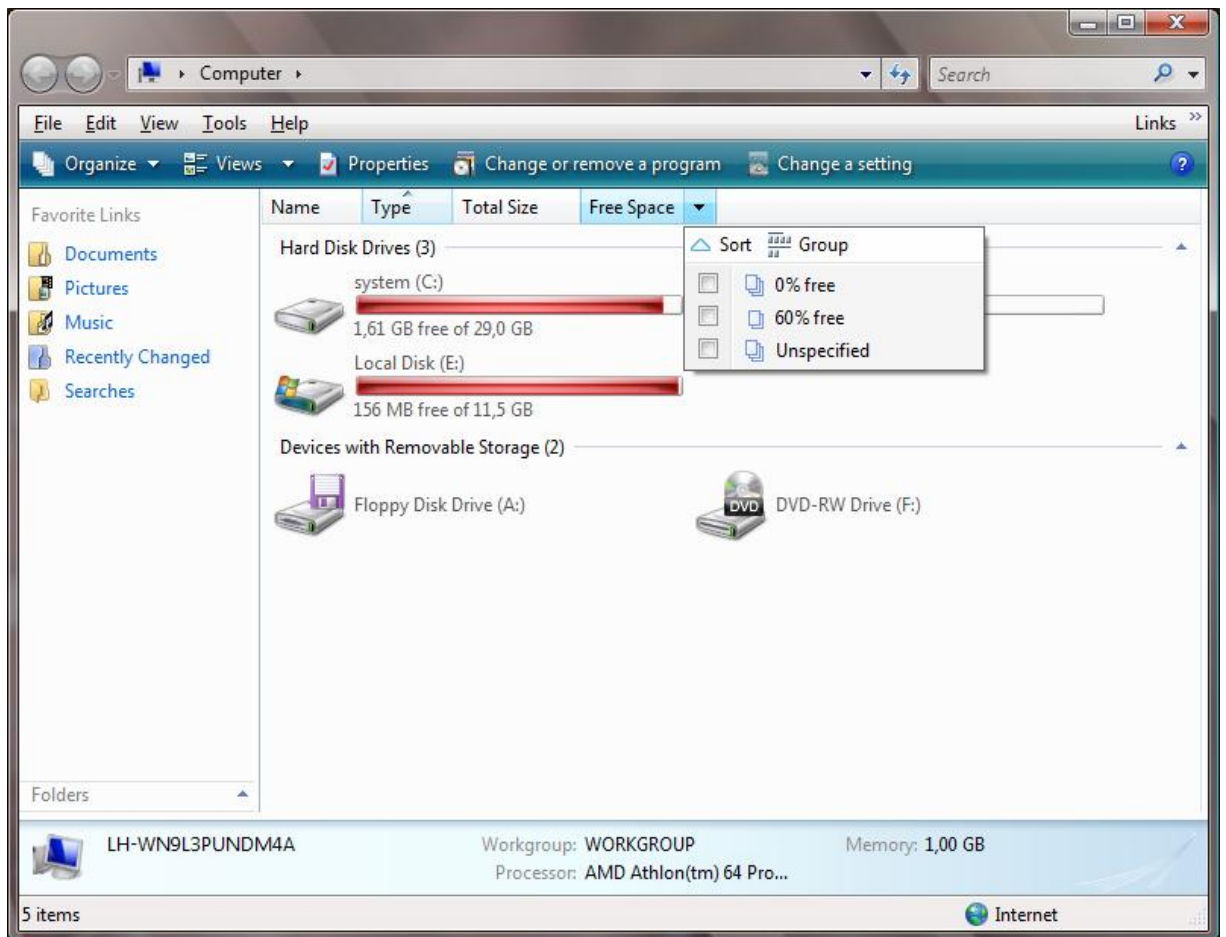 Computer
Search
File Edit View Tools Help Links
Organize Views Properties Change or remove a program Change a setting ?
Favorite Links
Documents
Pictures
Music
Recently Changed
Searches
Folders
Name Type Total Size Free Space
Sort Group
0% free
60% free
Unspecified
Hard Disk Drives (3)
system (C:)
1,61 GB free of 29,0 GB
Local Disk (E:)
156 MB free of 11,5 GB
Devices with Removable Storage (2)
Floppy Disk Drive (A:)
DVD
DVD-RW Drive (F:)
LH-WN9L3PUNDM4A Workgroup: WORKGROUP Memory: 1,00 GB
Processor: AMD Athlon(tm) 64 Pro...
5 items Internet